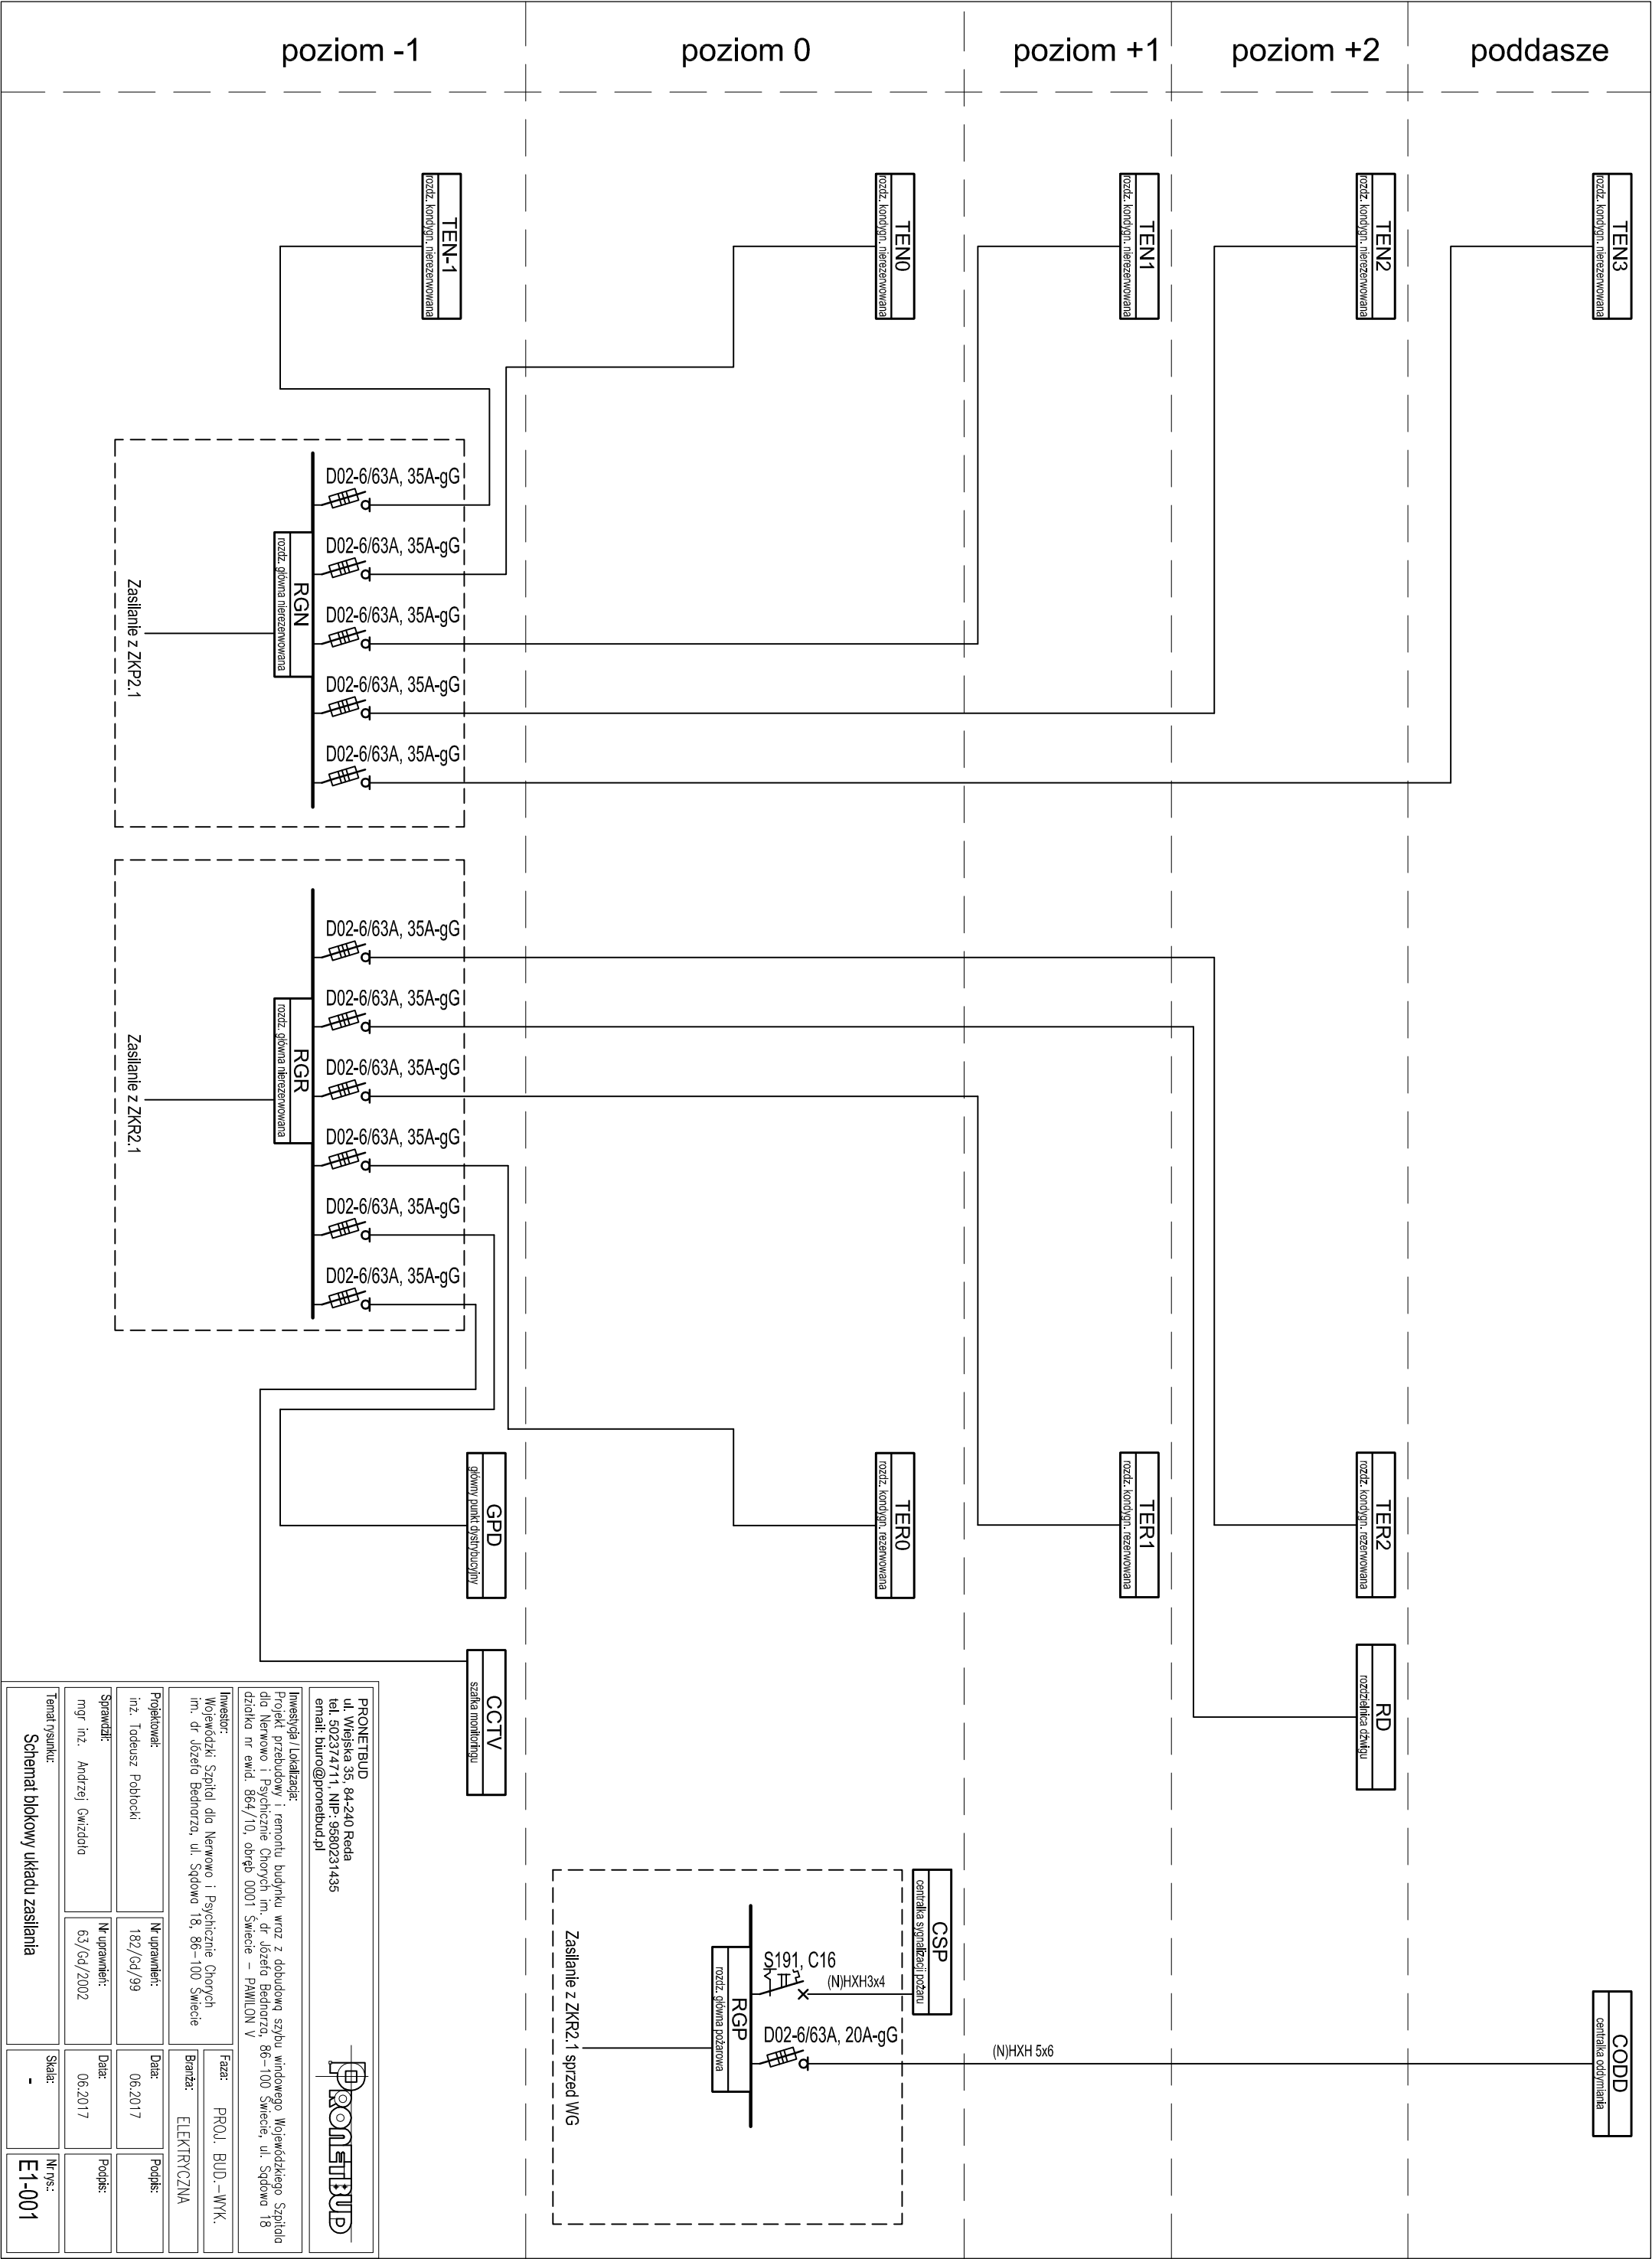 poziom -1
poziom 0
poziom +1
poziom +2
poddasze
TEN-1
rozdz. kondygn. nierezerwowana
TEN0
rozdz. kondygn. nierezerwowana
TEN1
rozdz. kondygn. nierezerwowana
TEN2
rozdz. kondygn. nierezerwowana
TEN3
rozdz. kondygn. nierezerwowana
D02-6/63A, 35A-gG
D02-6/63A, 35A-gG
D02-6/63A, 35A-gG
D02-6/63A, 35A-gG
D02-6/63A, 35A-gG
RGN
rozdz. główna nierezerwowana
Zasilanie z ZKP2.1
D02-6/63A, 35A-gG
D02-6/63A, 35A-gG
D02-6/63A, 35A-gG
D02-6/63A, 35A-gG
D02-6/63A, 35A-gG
D02-6/63A, 35A-gG
RGR
rozdz. główna nierezerwowana
Zasilanie z ZKR2.1
GPD
główny punkt dystrybucyjny
TER0
rozdz. kondygn. rezerwowana
TER1
rozdz. kondygn. rezerwowana
TER2
rozdz. kondygn. rezerwowana
CCTV
szafka monitoringu
RD
rozdzielnica dźwigu
CSP
centralka sygnalizacji pożaru
S191, C16
(N)HXH3x4
RGP
rozdz. główna pożarowa
D02-6/63A, 20A-gG
(N)HXH 5x6
Zasilanie z ZKR2.1 sprzed WG
CODD
centralka oddymiania
PRONETBUD
ul. Wiejska 35, 84-240 Reda
tel. 502374711, NIP: 9580231435
email: biuro@pronetbud.pl
PRONETBUD
Inwestycja / Lokalizacja:
Projekt przebudowy i remontu budynku wraz z dobudową szybu windowego Wojewódzkiego Szpitala
dla Nerwowo i Psychicznie Chorych im. dr Józefa Bednarza, 86-100 Świecie, ul. Sądowa 18
działka nr ewid. 864/10, obręb 0001 Świecie - PAWILON V
Inwestor:
Wojewódzki Szpital dla Nerwowo i Psychicznie Chorych
im. dr Józefa Bednarza, ul. Sądowa 18, 86-100 Świecie
Faza: PROJ. BUD.-WYK.
Branża: ELEKTRYCZNA
Projektował:
inż. Tadeusz Pobłocki
Nr uprawnień:
182/Gd/99
Data:
06.2017
Podpis:
Sprawdził:
mgr inż. Andrzej Gwizdała
Nr uprawnień:
63/Gd/2002
Data:
06.2017
Podpis:
Temat rysunku:
Schemat blokowy układu zasilania
Skala:
-
Nr rys.:
E1-001